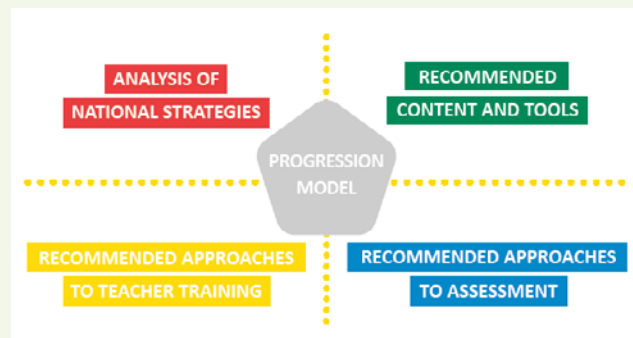 ANALYSIS OF
NATIONAL STRATEGIES
RECOMMENDED
CONTENT AND TOOLS
PROGRESSION
MODEL
RECOMMENDED APPROACHES
TO TEACHER TRAINING
RECOMMENDED APPROACHES
TO ASSESSMENT